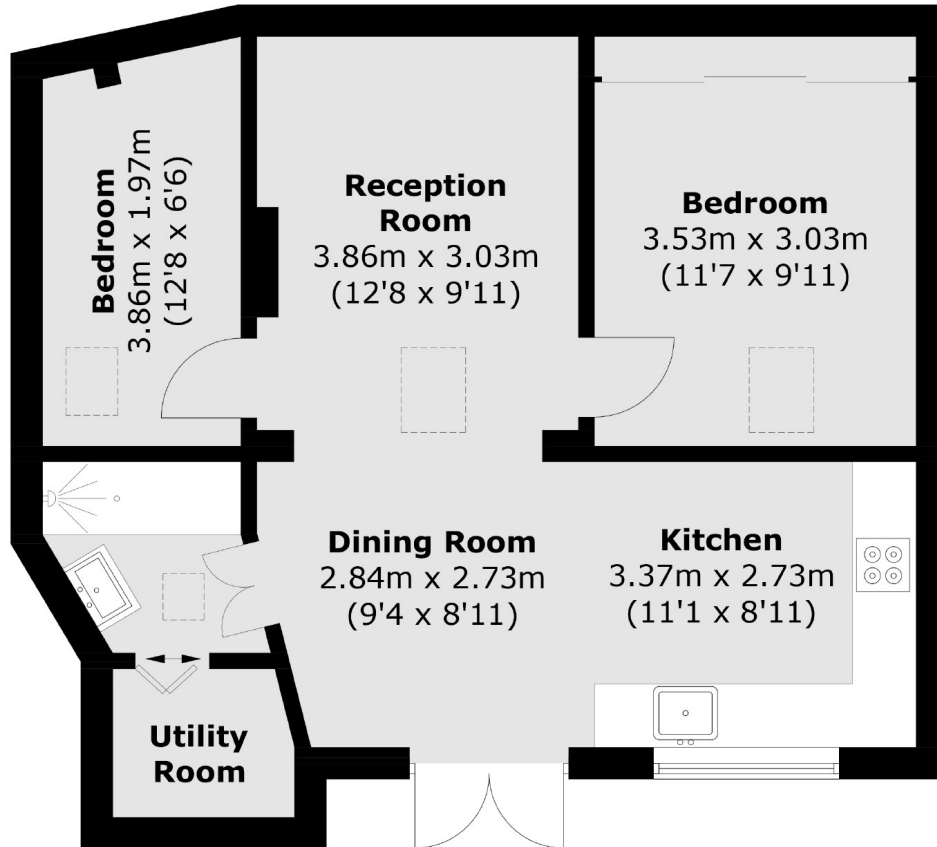 Bedroom
3.86m x 1.97m
(12'8 x 6'6)
Reception
Room
3.86m x 3.03m
(12'8 x 9'11)
Bedroom
3.53m x 3.03m
(11'7 x 9'11)
Dining Room
2.84m x 2.73m
(9'4 x 8'11)
Kitchen
3.37m x 2.73m
(11'1 x 8'11)
Utility
Room